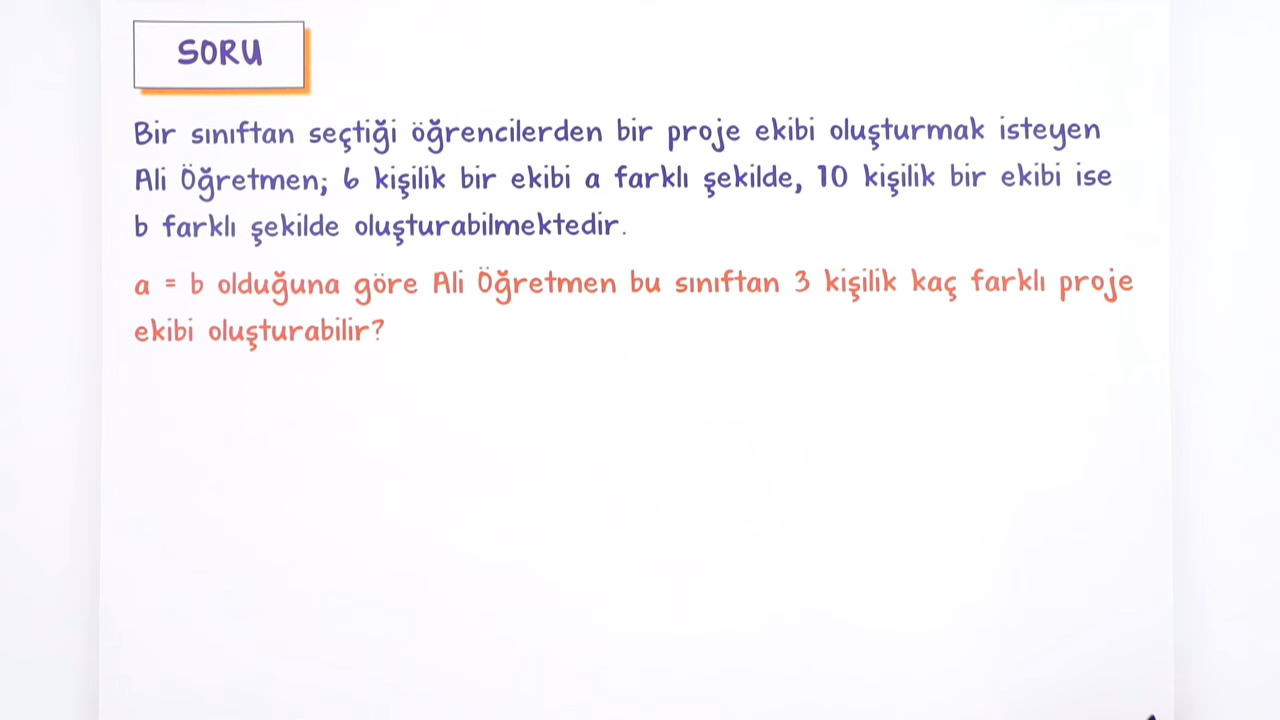 SORU
Bir sınıftan seçtiği öğrencilerden bir proje ekibi oluşturmak isteyen
Ali Öğretmen; 6 kişilik bir ekibi a farklı şekilde, 10 kişilik bir ekibi ise
b farklı şekilde oluşturabilmektedir.
a = b olduğuna göre Ali Öğretmen bu sınıftan 3 kişilik kaç farklı proje
ekibi oluşturabilir?